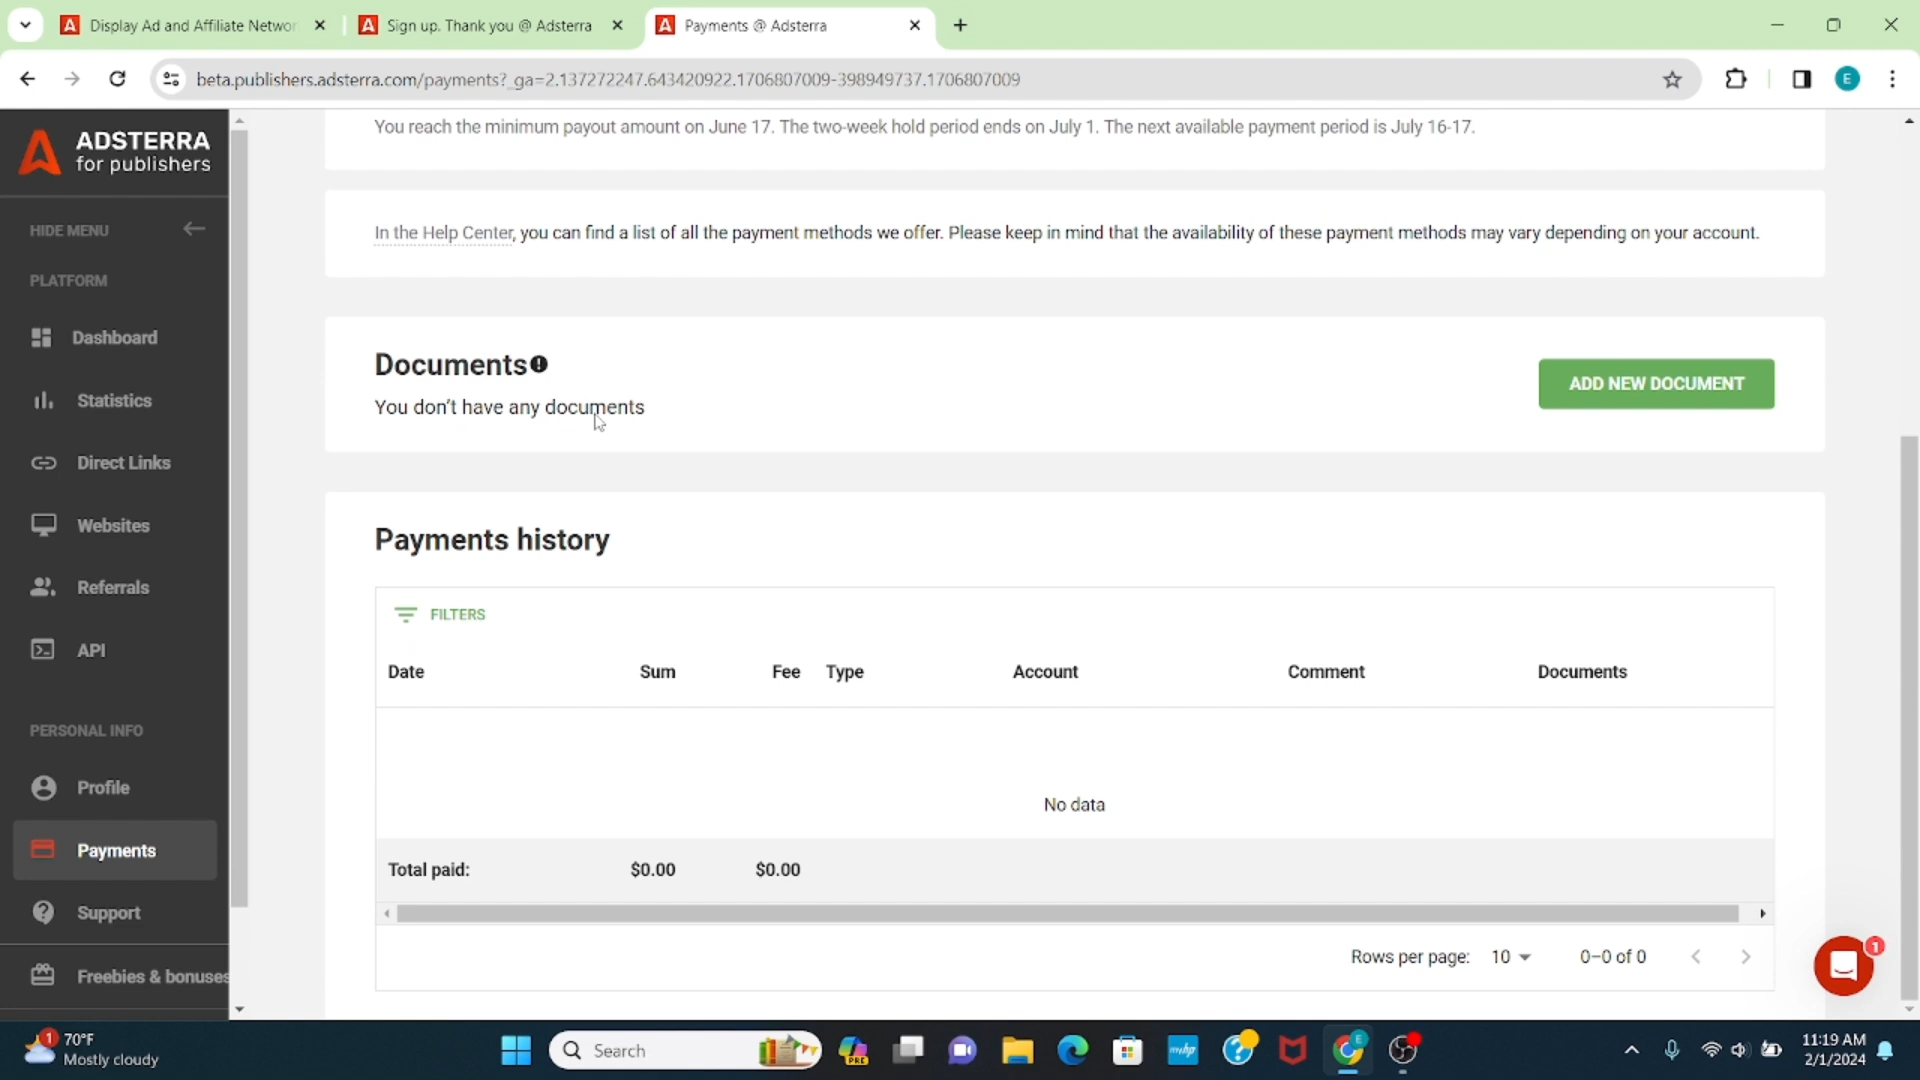 Display Ad and Affiliate Networ
Sign up. Thank you @ Adsterra
Payments @ Adsterra
beta.publishers.adsterra.com/payments?_ga=2.137272247.643420922.1706807009-398949737.1706807009
E
ADSTERRA
for publishers
HIDE MENU
PLATFORM
Dashboard
Statistics
Direct Links
Websites
Referrals
API
PERSONAL INFO
Profile
Payments
Support
Freebies & bonuses
You reach the minimum payout amount on June 17. The two-week hold period ends on July 1. The next available payment period is July 16-17.
In the Help Center, you can find a list of all the payment methods we offer. Please keep in mind that the availability of these payment methods may vary depending on your account.
Documents
You don't have any documents
ADD NEW DOCUMENT
Payments history
FILTERS
Date Sum Fee Type Account Comment Documents
No data
Total paid: $0.00 $0.00
Rows per page: 10 0–0 of 0
1
1
70°F
Mostly cloudy
Search
PRE
myhp
E
11:19 AM
2/1/2024